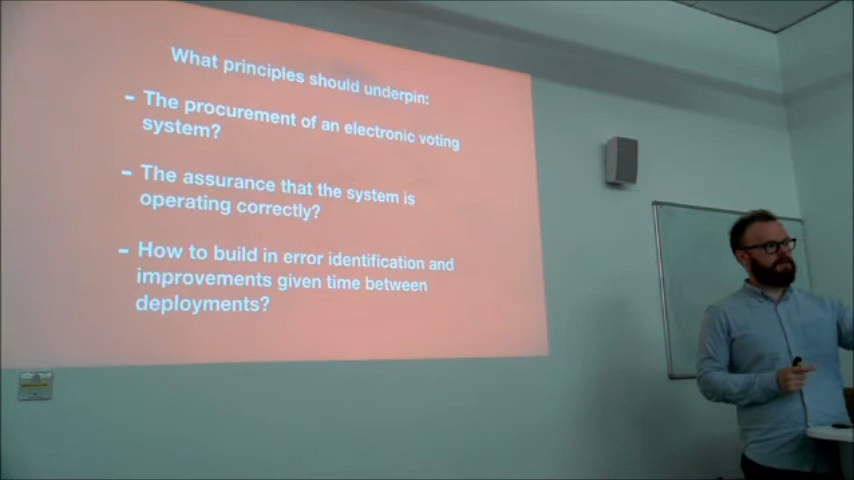 What principles should underpin:
- The procurement of an electronic voting
system?
- The assurance that the system is
operating correctly?
- How to build in error identification and
improvements given time between
deployments?